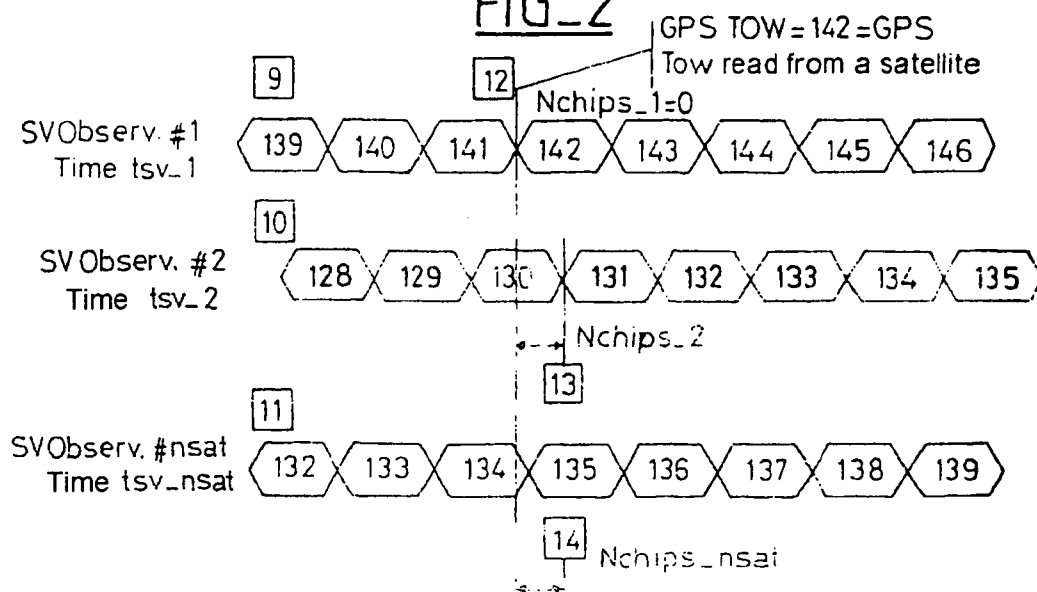 FIG_2
GPS TOW = 142 = GPS
Tow read from a satellite
9
12
Nchips_1=0
SVObserv. #1
Time tsv_1
139 140 141 142 143 144 145 146
10
SV Observ. #2
Time tsv_2
128 129 130 131 132 133 134 135
Nchips_2
13
11
SVObserv. #nsat
Time tsv_nsat
132 133 134 135 136 137 138 139
14
Nchips_nsat